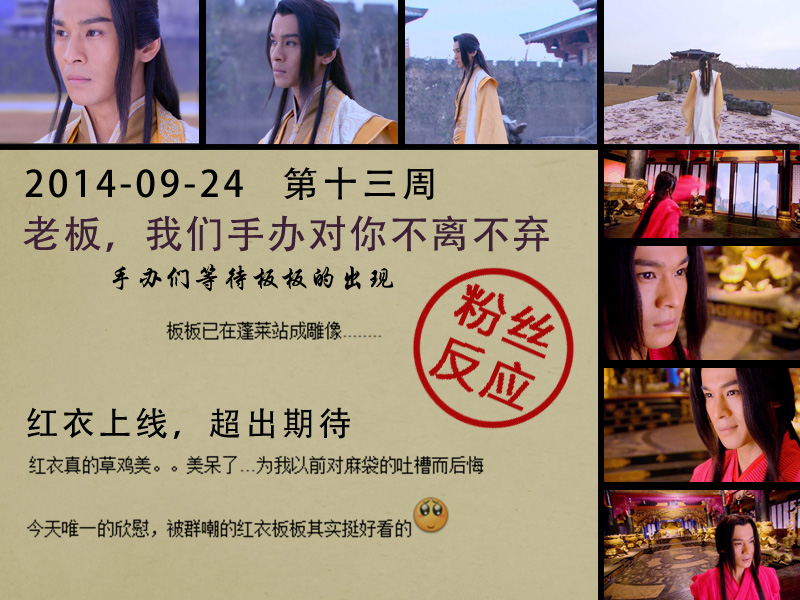 2014-09-24 第十三周
老板，我们手办对你不离不弃
手办们等待板板的出现
板板已在蓬莱站成雕像........
粉丝
反应
红衣上线，超出期待
红衣真的草鸡美。。美呆了...为我以前对麻袋的吐槽而后悔
今天唯一的欣慰，被群嘲的红衣板板其实挺好看的